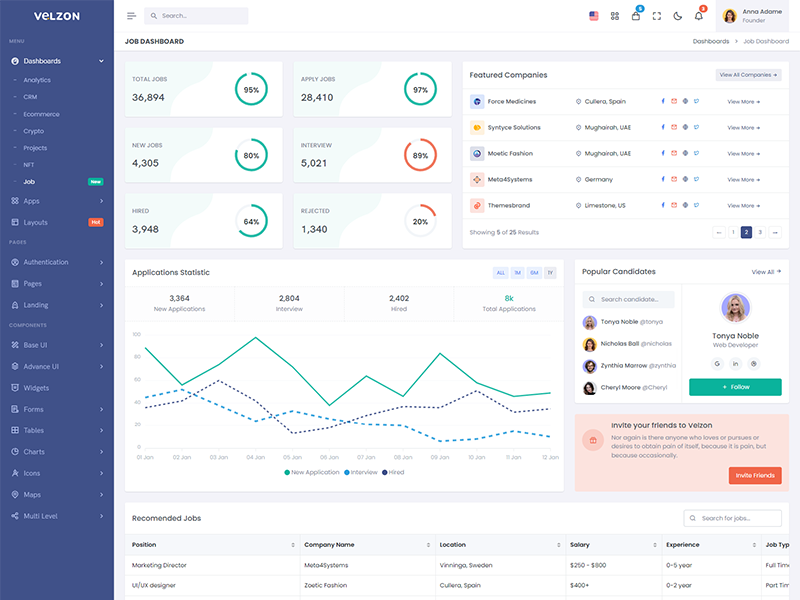 VELZON
Search...
5
3
Anna Adame
Founder
MENU
Dashboards
Analytics
CRM
Ecommerce
Crypto
Projects
NFT
Job New
Apps
Layouts Hot
PAGES
Authentication
Pages
Landing
COMPONENTS
Base UI
Advance UI
Widgets
Forms
Tables
Charts
Icons
Maps
Multi Level
JOB DASHBOARD
Dashboards > Job Dashboard
TOTAL JOBS
36,894
95%
APPLY JOBS
28,410
97%
NEW JOBS
4,305
80%
INTERVIEW
5,021
89%
HIRED
3,948
64%
REJECTED
1,340
20%
Featured Companies
View All Companies →
Force Medicines Cullera, Spain View More →
Syntyce Solutions Mughairah, UAE View More →
Moetic Fashion Mughairah, UAE View More →
Meta4Systems Germany View More →
Themesbrand Limestone, US View More →
Showing 5 of 25 Results
← 1 2 3 →
Applications Statistic
ALL 1M 6M 1Y
3,364
New Applications
2,804
Interview
2,402
Hired
8k
Total Applications
100
80
60
40
20
0
01 Jan 02 Jan 03 Jan 04 Jan 05 Jan 06 Jan 07 Jan 08 Jan 09 Jan 10 Jan 11 Jan 12 Jan
New Application Interview Hired
Popular Candidates
View All →
Search candidate...
Tonya Noble @tonya
Nicholas Ball @nicholas
Zynthia Marrow @zynthia
Cheryl Moore @Cheryl
Tonya Noble
Web Developer
+ Follow
Invite your friends to Velzon
Nor again is there anyone who loves or pursues or
desires to obtain pain of itself, because it is pain, but
because occasionally.
Invite Friends
Recomended Jobs
Search for jobs...
Position Company Name Location Salary Experience Job Typ
Marketing Director Meta4Systems Vinninga, Sweden $250 - $800 0-5 year Full Time
UI/UX designer Zoetic Fashion Cullera, Spain $400+ 0-2 year Part Tim